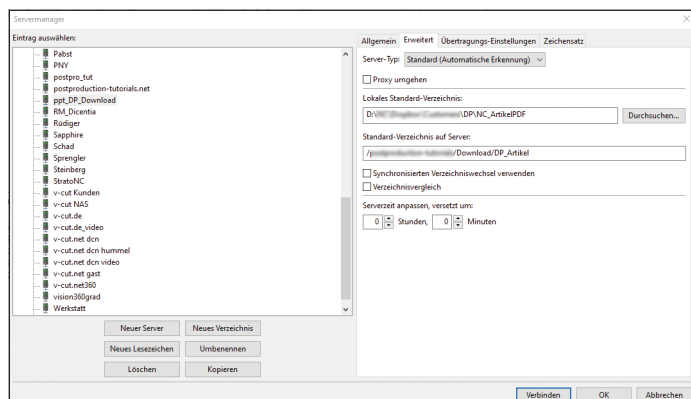 Servermanager
Eintrag auswählen:
Pabst
PNY
postpro_tut
postproduction-tutorials.net
ppt_DP_Download
RM_Dicentia
Rüdiger
Sapphire
Schad
Sprengler
Steinberg
StratoNC
v-cut Kunden
v-cut NAS
v-cut.de
v-cut.de_video
v-cut.net dcn
v-cut.net dcn hummel
v-cut.net dcn video
v-cut.net gast
v-cut.net360
vision360grad
Werkstatt
Neuer Server Neues Verzeichnis
Neues Lesezeichen Umbenennen
Löschen Kopieren
Allgemein Erweitert Übertragungs-Einstellungen Zeichensatz
Server-Typ: Standard (Automatische Erkennung)
Proxy umgehen
Lokales Standard-Verzeichnis:
D:\ \DP\NC_ArtikelPDF Durchsuchen...
Standard-Verzeichnis auf Server:
/ /Download/DP_Artikel
Synchronisierten Verzeichniswechsel verwenden
Verzeichnisvergleich
Serverzeit anpassen, versetzt um:
0 Stunden, 0 Minuten
Verbinden OK Abbrechen